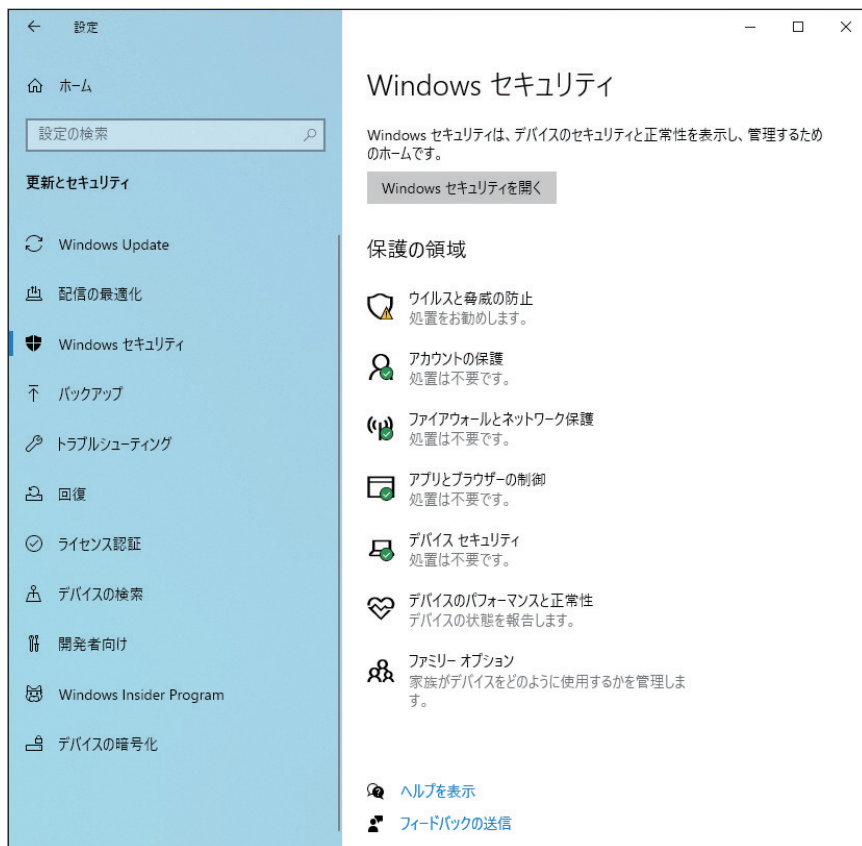 設定
ホーム
設定の検索
更新とセキュリティ
Windows Update
配信の最適化
Windows セキュリティ
バックアップ
トラブルシューティング
回復
ライセンス認証
デバイスの検索
開発者向け
Windows Insider Program
デバイスの暗号化
Windows セキュリティ
Windows セキュリティは、デバイスのセキュリティと正常性を表示し、管理するため
のホームです。
Windows セキュリティを開く
保護の領域
ウイルスと脅威の防止
処置をお勧めします。
アカウントの保護
処置は不要です。
ファイアウォールとネットワーク保護
処置は不要です。
アプリとブラウザーの制御
処置は不要です。
デバイス セキュリティ
処置は不要です。
デバイスのパフォーマンスと正常性
デバイスの状態を報告します。
ファミリー オプション
家族がデバイスをどのように使用するかを管理しま
す。
ヘルプを表示
フィードバックの送信